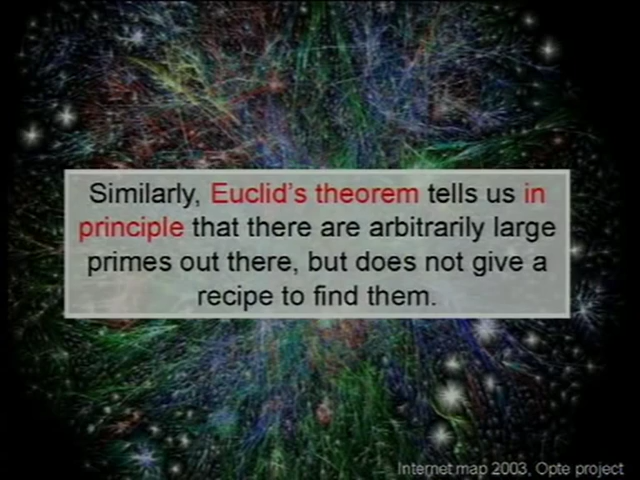 Similarly, Euclid's theorem tells us in
principle that there are arbitrarily large
primes out there, but does not give a
recipe to find them.
Internet map 2003, Opte project